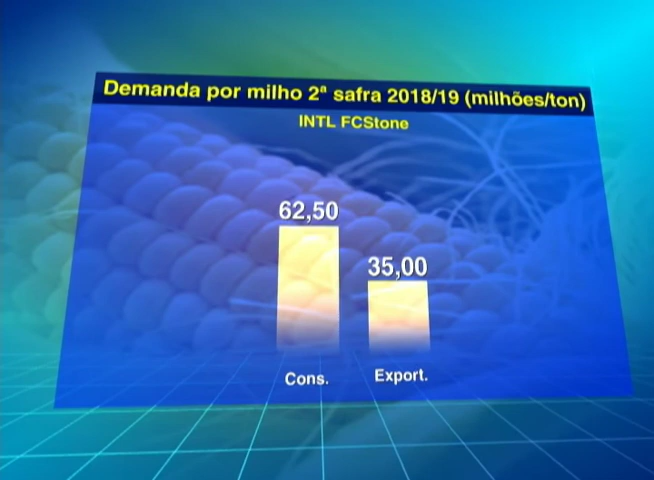 Demanda por milho 2ª safra 2018/19 (milhões/ton)
INTL FCStone
62,50
35,00
Cons.
Export.